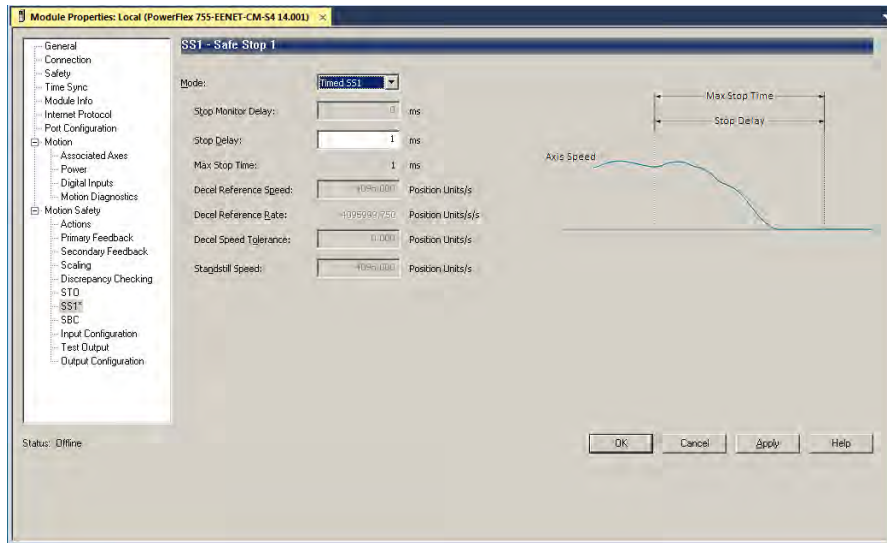 Module Properties: Local (PowerFlex 755-EENET-CM-S4 14.001) ×
General
Connection
Safety
Time Sync
Module Info
Internet Protocol
Port Configuration
Motion
Associated Axes
Power
Digital Inputs
Motion Diagnostics
Motion Safety
Actions
Primary Feedback
Secondary Feedback
Scaling
Discrepancy Checking
STO
SS1*
SBC
Input Configuration
Test Output
Output Configuration
SS1 - Safe Stop 1
Mode: Timed SS1
Stop Monitor Delay: 0 ms
Stop Delay: 1 ms
Max Stop Time: 1 ms
Decel Reference Speed: Position Units/s
Decel Reference Rate: Position Units/s/s
Decel Speed Tolerance: 0.000 Position Units/s
Standstill Speed: Position Units/s
Max Stop Time
Stop Delay
Axis Speed
Status: Offline
OK Cancel Apply Help